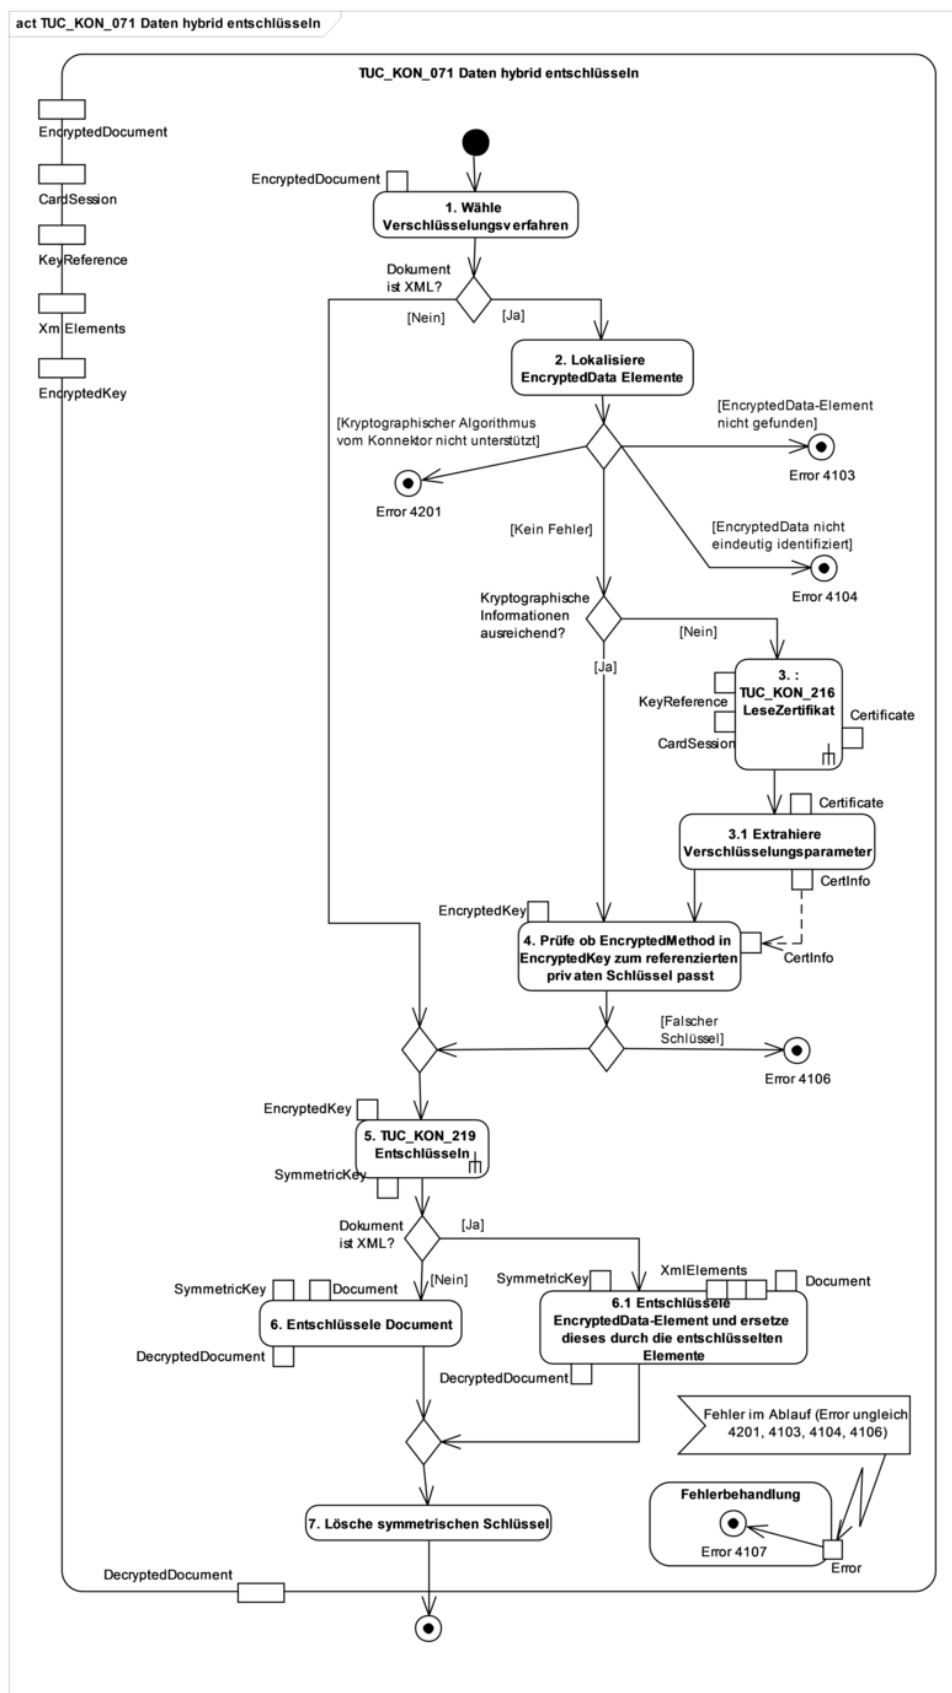 act TUC_KON_071 Daten hybrid entschlüsseln
TUC_KON_071 Daten hybrid entschlüsseln
EncryptedDocument
CardSession
KeyReference
XmlElements
EncryptedKey
EncryptedDocument
1. Wähle
Verschlüsselungsverfahren
Dokument
ist XML?
[Nein]
[Ja]
2. Lokalisiere
EncryptedData Elemente
[Kryptographischer Algorithmus
vom Konnektor nicht unterstützt]
[EncryptedData-Element
nicht gefunden]
Error 4201
Error 4103
[Kein Fehler]
[EncryptedData nicht
eindeutig identifiziert]
Error 4104
Kryptographische
Informationen
ausreichend?
[Nein]
[Ja]
3. :
TUC_KON_216
LeseZertifikat
KeyReference
CardSession
Certificate
Certificate
3.1 Extrahiere
Verschlüsselungsparameter
CertInfo
EncryptedKey
4. Prüfe ob EncryptedMethod in
EncryptedKey zum referenzierten
privaten Schlüssel passt
CertInfo
[Falscher
Schlüssel]
Error 4106
EncryptedKey
5. TUC_KON_219
Entschlüsseln
SymmetricKey
Dokument
ist XML?
[Ja]
[Nein]
SymmetricKey
Document
6. Entschlüssele Document
DecryptedDocument
SymmetricKey
XmlElements
Document
6.1 Entschlüssele
EncryptedData-Element und ersetze
dieses durch die entschlüsselten
Elemente
DecryptedDocument
Fehler im Ablauf (Error ungleich
4201, 4103, 4104, 4106)
Fehlerbehandlung
Error 4107
Error
7. Lösche symmetrischen Schlüssel
DecryptedDocument